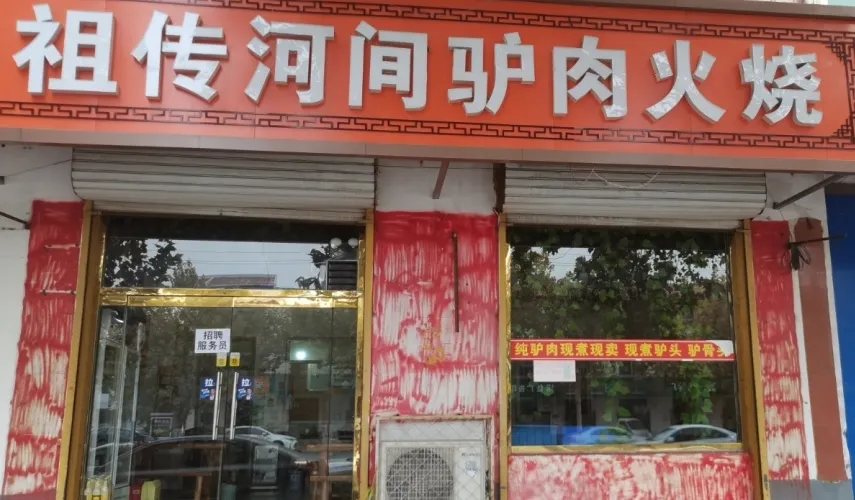 祖传河间驴肉火烧
招聘
服务员
拉
拉
纯驴肉现煮现卖 现煮驴头 驴骨头